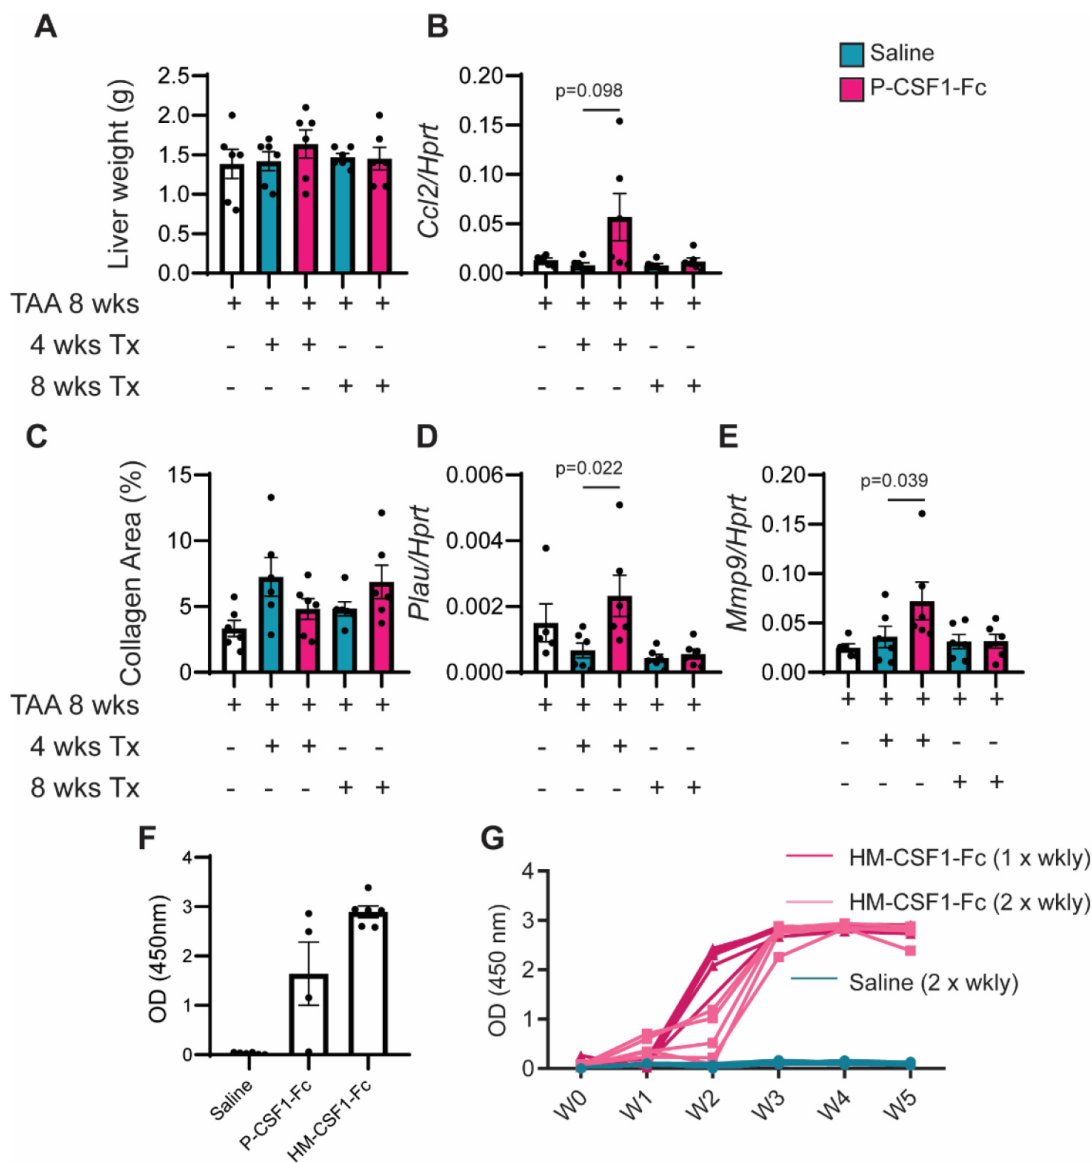 A
B
Saline
P-CSF1-Fc
Liver weight (g)
2.5
2.0
1.5
1.0
0.5
0.0
Ccl2/Hprt
p=0.098
0.20
0.15
0.10
0.05
0.00
TAA 8 wks + + + + + + + + + +
4 wks Tx - + + - - - + + - -
8 wks Tx - - - + + - - - + +
C
D
E
Collagen Area (%)
15
10
5
0
Plau/Hprt
p=0.022
0.006
0.004
0.002
0.000
Mmp9/Hprt
p=0.039
0.20
0.15
0.10
0.05
0.00
TAA 8 wks + + + + + + + + + + + + + + +
4 wks Tx - + + - - - + + - - - + + - -
8 wks Tx - - - + + - - - + + - - - + +
F
OD (450nm)
4
3
2
1
0
Saline
P-CSF1-Fc
HM-CSF1-Fc
G
HM-CSF1-Fc (1 x wkly)
HM-CSF1-Fc (2 x wkly)
Saline (2 x wkly)
OD (450 nm)
4
3
2
1
0
W0
W1
W2
W3
W4
W5